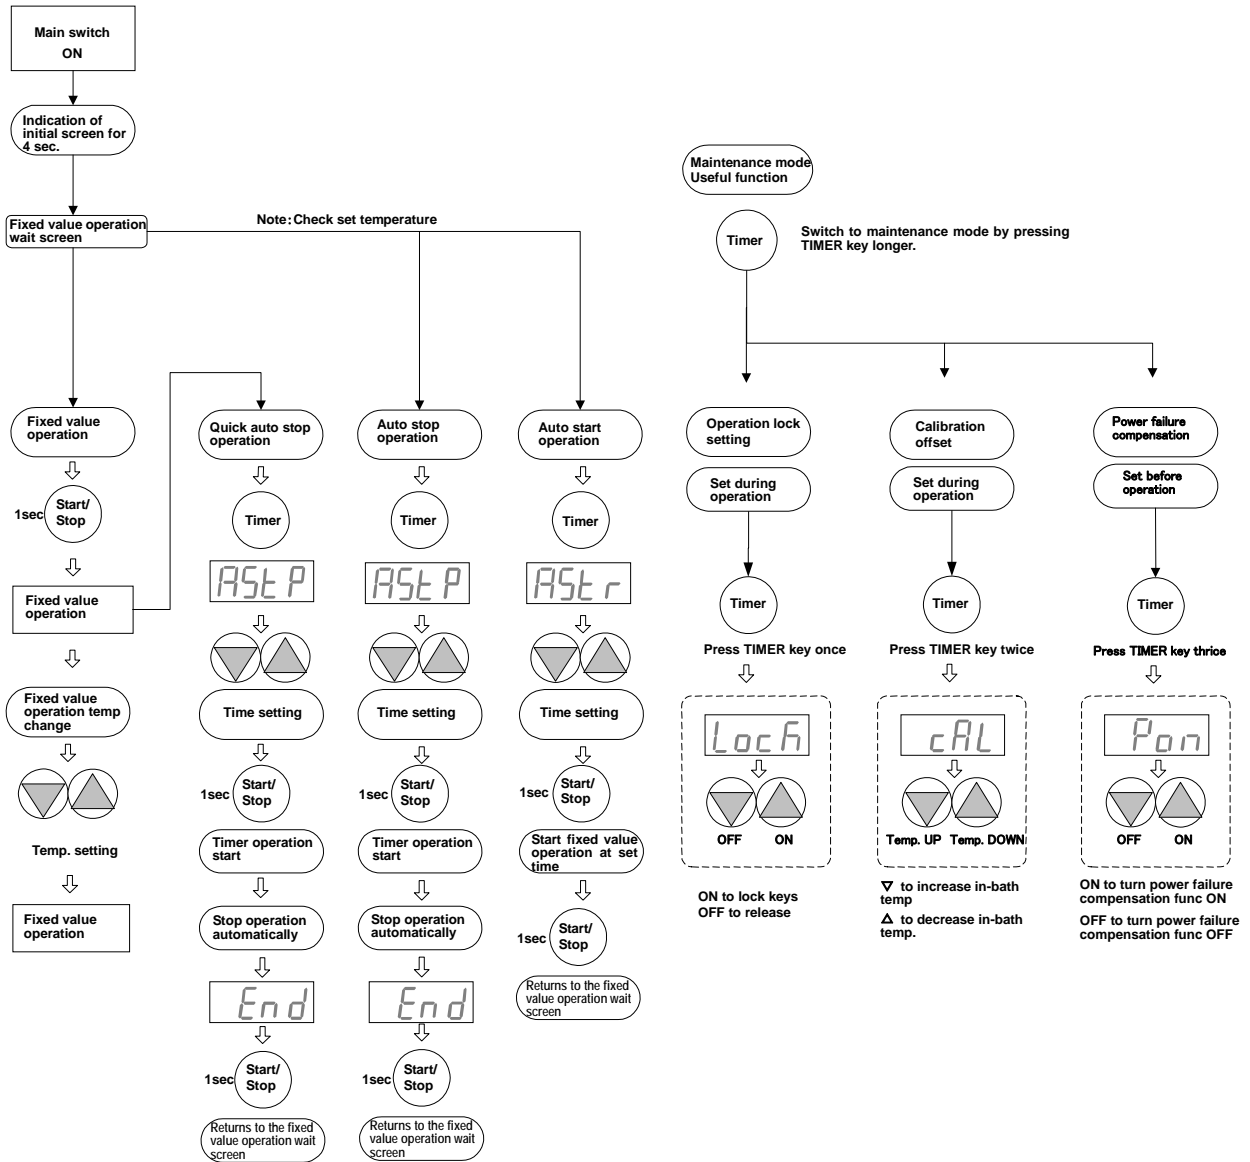 Main switch
ON
Indication of
initial screen for
4 sec.
Fixed value operation
wait screen
Note:Check set temperature
Fixed value
operation
1sec
Start/
Stop
Fixed value
operation
Fixed value
operation temp
change
Temp. setting
Fixed value
operation
Quick auto stop
operation
Timer
AStP
Time setting
1sec
Start/
Stop
Timer operation
start
Stop operation
automatically
End
1sec
Start/
Stop
Returns to the fixed
value operation wait
screen
Auto stop
operation
Timer
AStP
Time setting
1sec
Start/
Stop
Timer operation
start
Stop operation
automatically
End
1sec
Start/
Stop
Returns to the fixed
value operation wait
screen
Auto start
operation
Timer
AStr
Time setting
1sec
Start/
Stop
Start fixed value
operation at set
time
1sec
Start/
Stop
Returns to the fixed
value operation wait
screen
Maintenance mode
Useful function
Timer
Switch to maintenance mode by pressing
TIMER key longer.
Operation lock
setting
Set during
operation
Timer
Press TIMER key once
Lock
OFF ON
ON to lock keys
OFF to release
Calibration
offset
Set during
operation
Timer
Press TIMER key twice
cAL
Temp. UP Temp. DOWN
▽ to increase in-bath
temp
△ to decrease in-bath
temp.
Power failure
compensation
Set before
operation
Timer
Press TIMER key thrice
Pon
OFF ON
ON to turn power failure
compensation func ON
OFF to turn power failure
compensation func OFF